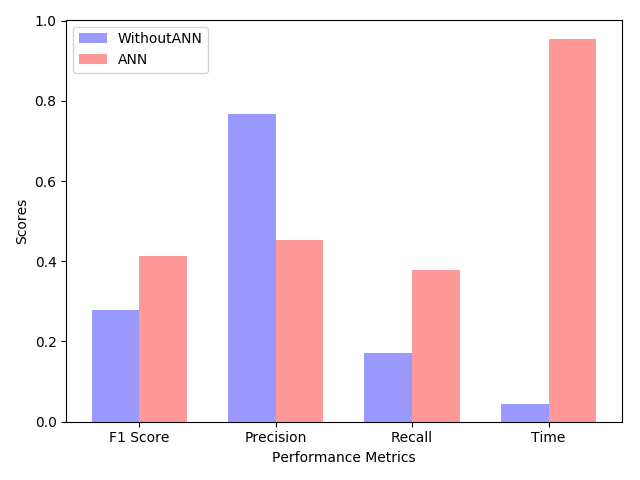 WithoutANN
ANN
1.0
0.8
0.6
0.4
0.2
0.0
Scores
F1 Score Precision Recall Time
Performance Metrics